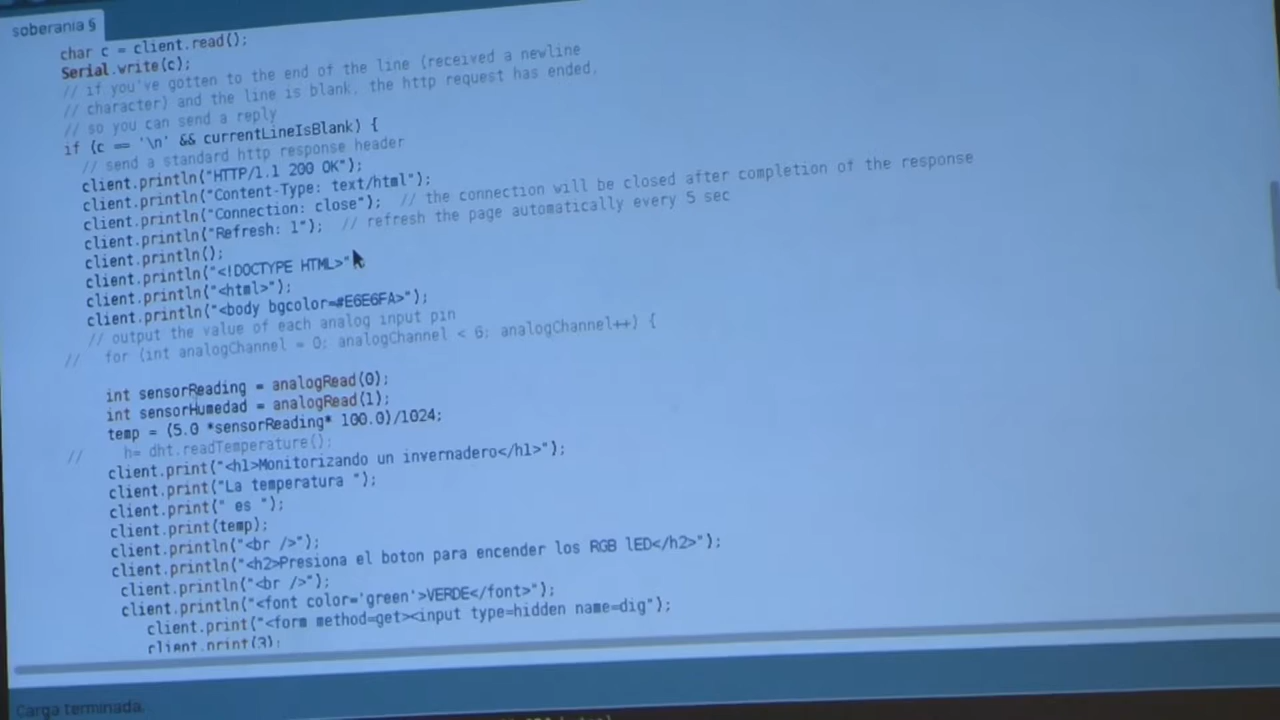 soberania §
char c = client.read();
Serial.write(c);
// if you've gotten to the end of the line (received a newline
// character) and the line is blank, the http request has ended,
// so you can send a reply
if (c == '\n' && currentLineIsBlank) {
// send a standard http response header
client.println("HTTP/1.1 200 OK");
client.println("Content-Type: text/html");
client.println("Connection: close");  // the connection will be closed after completion of the response
client.println("Refresh: 1");  // refresh the page automatically every 5 sec
client.println();
client.println("<!DOCTYPE HTML>"
client.println("<html>");
client.println("<body bgcolor=#E6E6FA>");
// output the value of each analog input pin
//   for (int analogChannel = 0; analogChannel < 6; analogChannel++) {
int sensorReading = analogRead(0);
int sensorHumedad = analogRead(1);
temp = (5.0 *sensorReading* 100.0)/1024;
//     h= dht.readTemperature();
client.print("<h1>Monitorizando un invernadero</h1>");
client.print("La temperatura ");
client.print(" es ");
client.print(temp);
client.println("<br />");
client.println("<h2>Presiona el boton para encender los RGB lED</h2>");
client.println("<br />");
client.println("<font color='green'>VERDE</font>");
client.print("<form method=get><input type=hidden name=dig");
client.print(3);
Carga terminada.